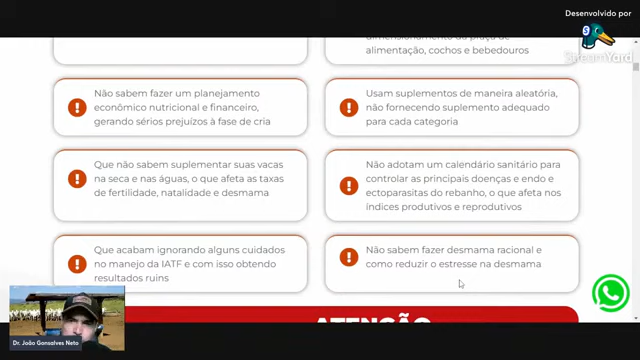 Desenvolvido por
StreamYard
alimentação, cochos e bebedouros
Não sabem fazer um planejamento
econômico nutricional e financeiro,
gerando sérios prejuízos à fase de cria
Usam suplementos de maneira aleatória,
não fornecendo suplemento adequado
para cada categoria
Que não sabem suplementar suas vacas
na seca e nas águas, o que afeta as taxas
de fertilidade, natalidade e desmama
Não adotam um calendário sanitário para
controlar as principais doenças e endo e
ectoparasitas do rebanho, o que afeta nos
índices produtivos e reprodutivos
Que acabam ignorando alguns cuidados
no manejo da IATF e com isso obtendo
resultados ruins
Não sabem fazer desmama racional e
como reduzir o estresse na desmama
ATENÇÃO
Dr. João Gonsalves Neto